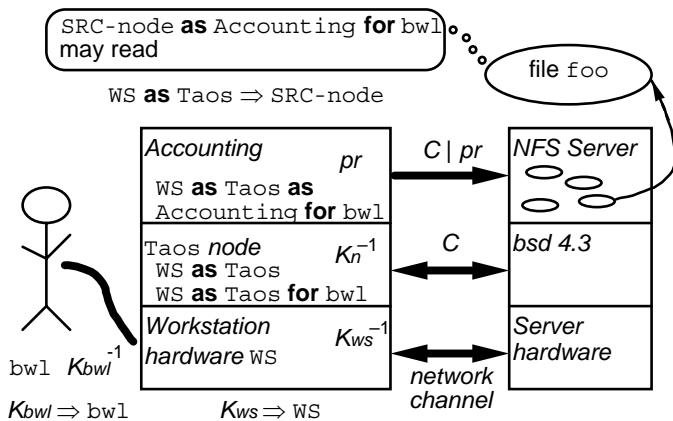 SRC-node as Accounting for bwl
may read
file foo
WS as Taos ⇒ SRC-node
Accounting
pr
WS as Taos as
Accounting for bwl
C | pr
NFS Server
Taos node
Kn⁻¹
WS as Taos
WS as Taos for bwl
C
bsd 4.3
Workstation
hardware WS
Kws⁻¹
network
channel
Server
hardware
bwl Kbwl⁻¹
Kbwl ⇒ bwl
Kws ⇒ WS